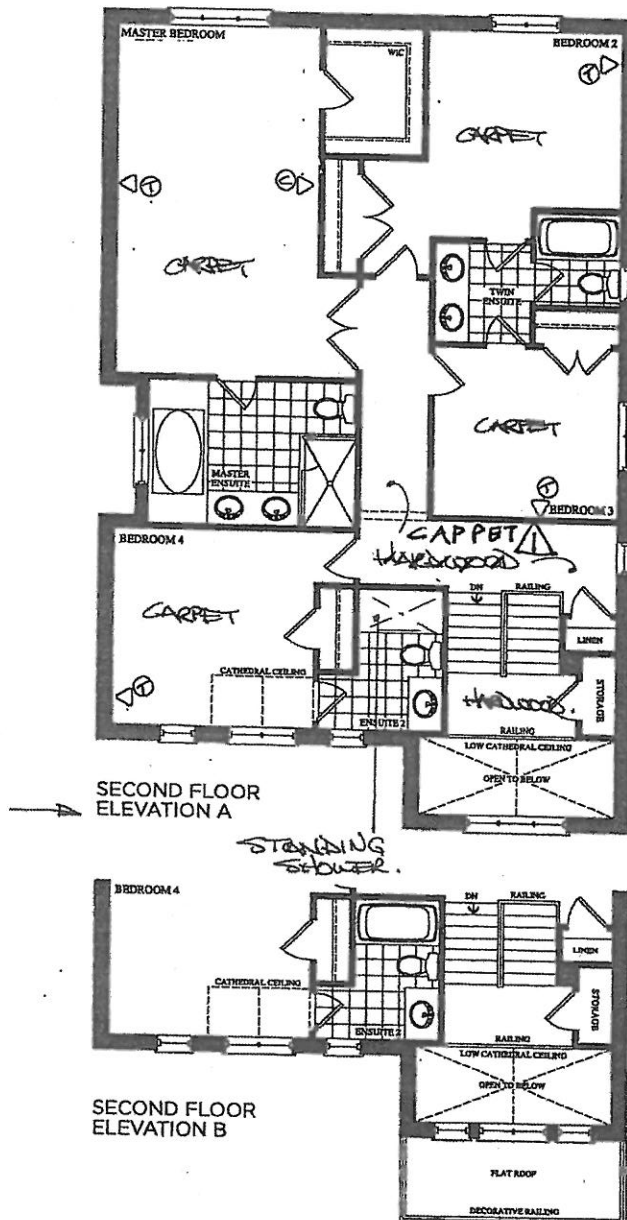 MASTER BEDROOM
WIC
BEDROOM 2
T
CARPET
T
C
CARPET
TWIN
ENSUITE
CARPET
MASTER
ENSUITE
T
BEDROOM 3
BEDROOM 4
CAPPET 1
HARDWOOD
CARPET
DN
RAILING
LINEN
CATHEDRAL CEILING
T
HARDWOOD.
STORAGE
ENSUITE 2
RAILING
LOW CATHEDRAL CEILING
OPEN TO BELOW
SECOND FLOOR
ELEVATION A
STANDING
SHOWER.
BEDROOM 4
DN
RAILING
LINEN
CATHEDRAL CEILING
STORAGE
ENSUITE 2
RAILING
LOW CATHEDRAL CEILING
OPEN TO BELOW
SECOND FLOOR
ELEVATION B
FLAT ROOF
DECORATIVE RAILING